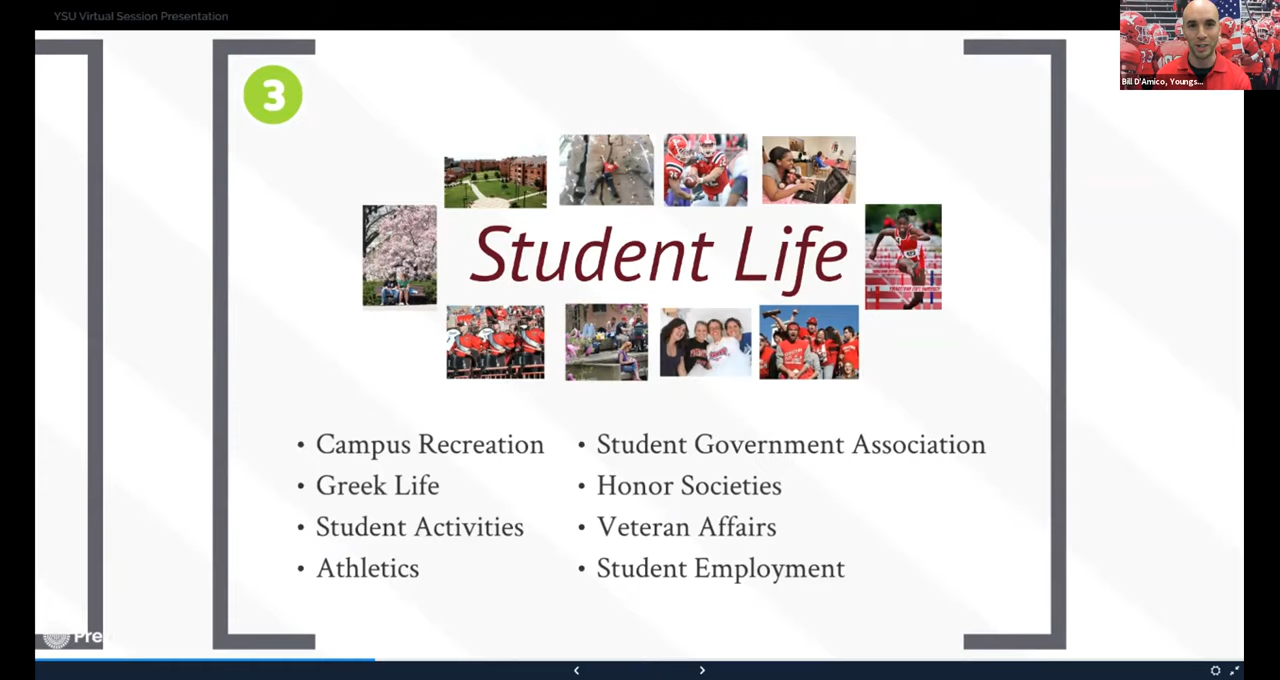 YSU Virtual Session Presentation
Bill D'Amico, Youngs...
3
Student Life
• Campus Recreation
• Greek Life
• Student Activities
• Athletics
• Student Government Association
• Honor Societies
• Veteran Affairs
• Student Employment